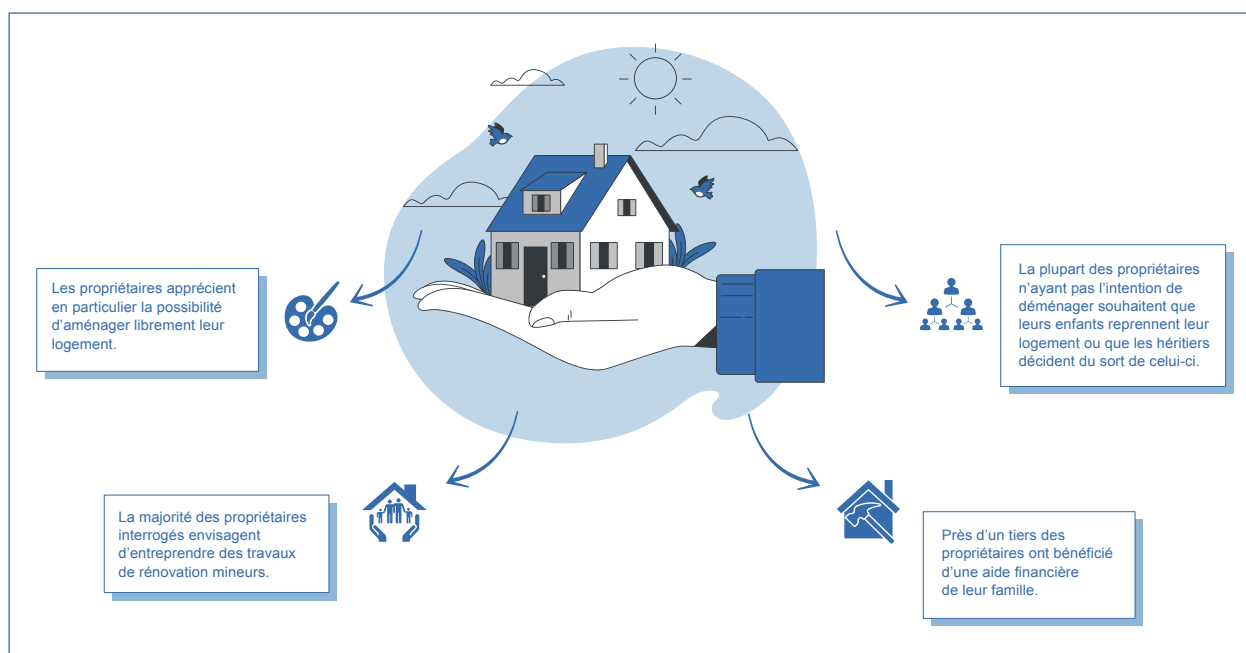 Les propriétaires apprécient
en particulier la possibilité
d’aménager librement leur
logement.
La plupart des propriétaires
n’ayant pas l’intention de
déménager souhaitent que
leurs enfants reprennent leur
logement ou que les héritiers
décident du sort de celui-ci.
La majorité des propriétaires
interrogés envisagent
d’entreprendre des travaux
de rénovation mineurs.
Près d’un tiers des
propriétaires ont bénéficié
d’une aide financière
de leur famille.